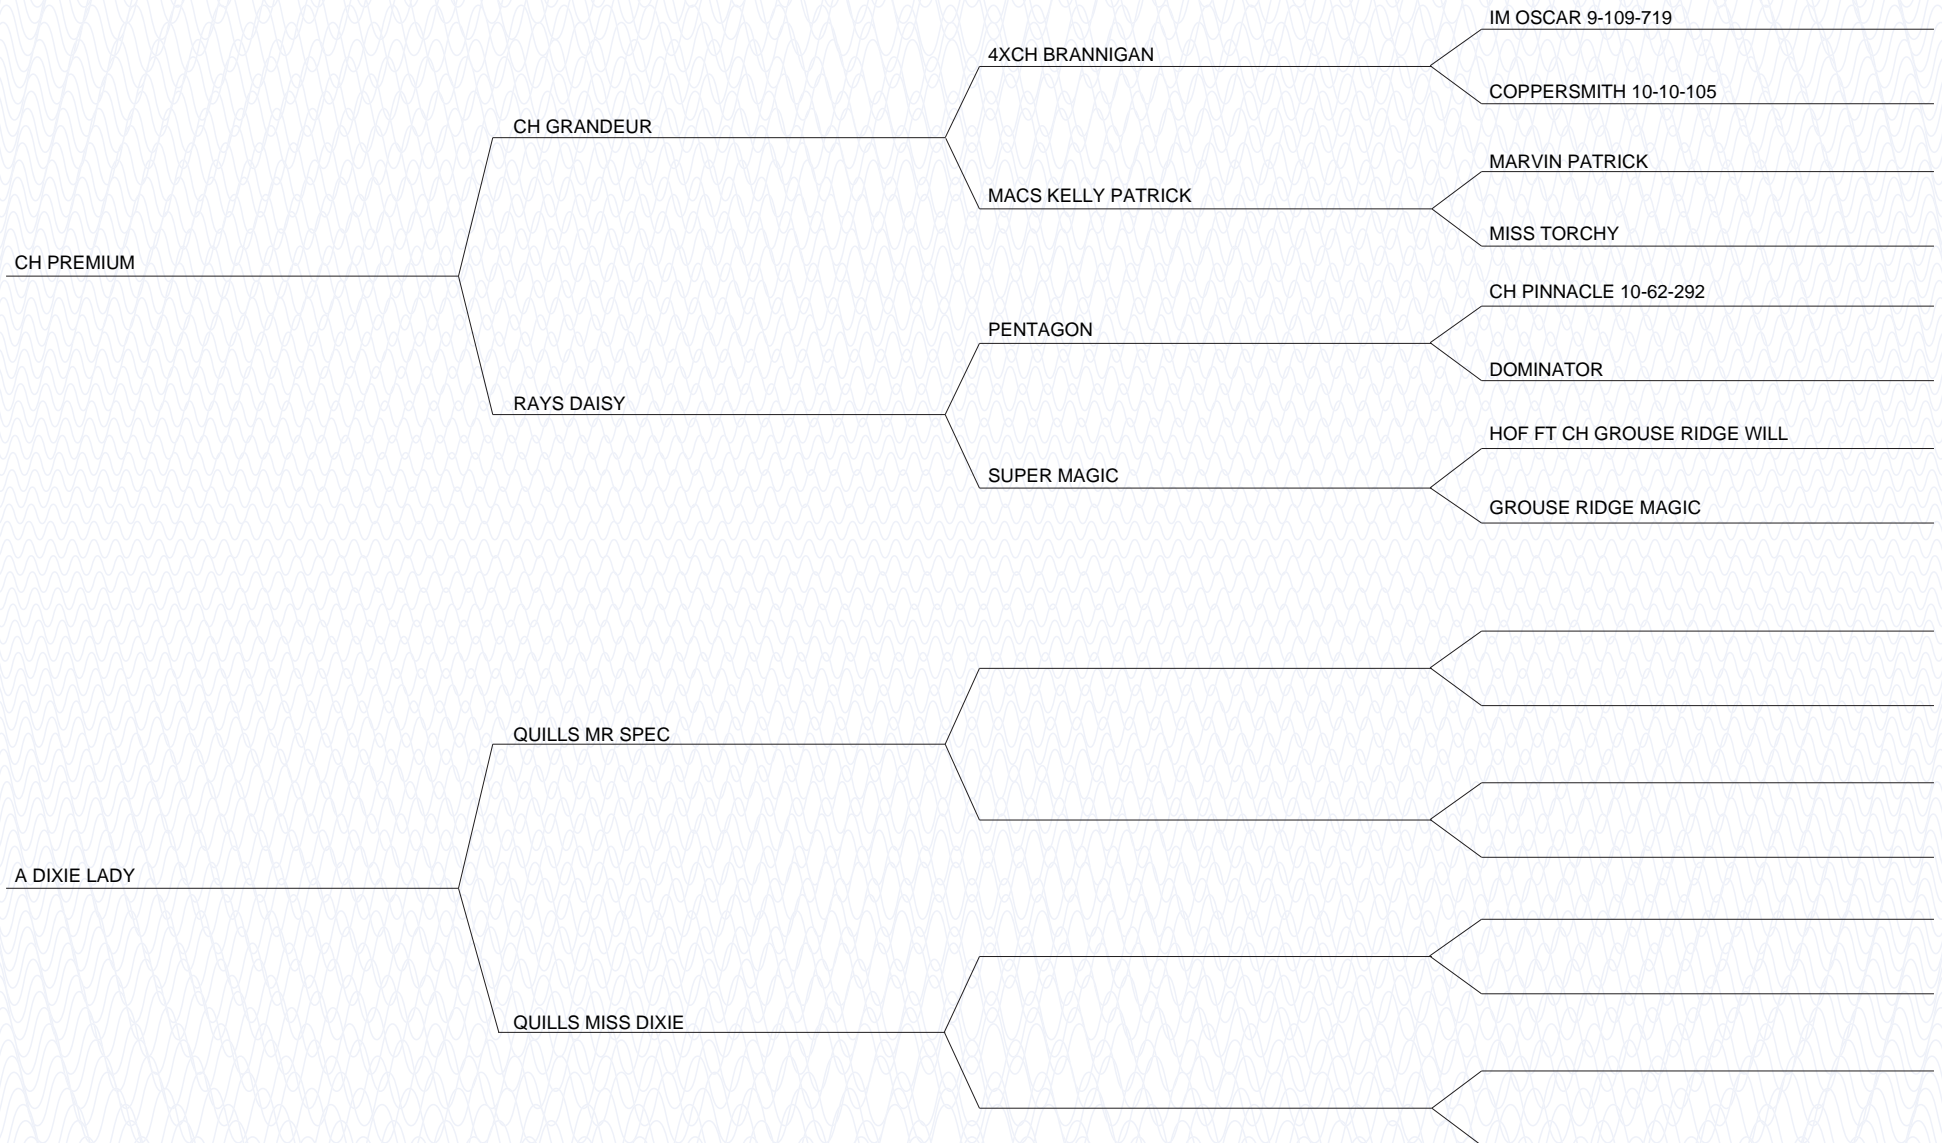 IM OSCAR 9-109-719
4XCH BRANNIGAN
COPPERSMITH 10-10-105
CH GRANDEUR
MARVIN PATRICK
MACS KELLY PATRICK
MISS TORCHY
CH PREMIUM
CH PINNACLE 10-62-292
PENTAGON
DOMINATOR
RAYS DAISY
HOF FT CH GROUSE RIDGE WILL
SUPER MAGIC
GROUSE RIDGE MAGIC
QUILLS MR SPEC
A DIXIE LADY
QUILLS MISS DIXIE